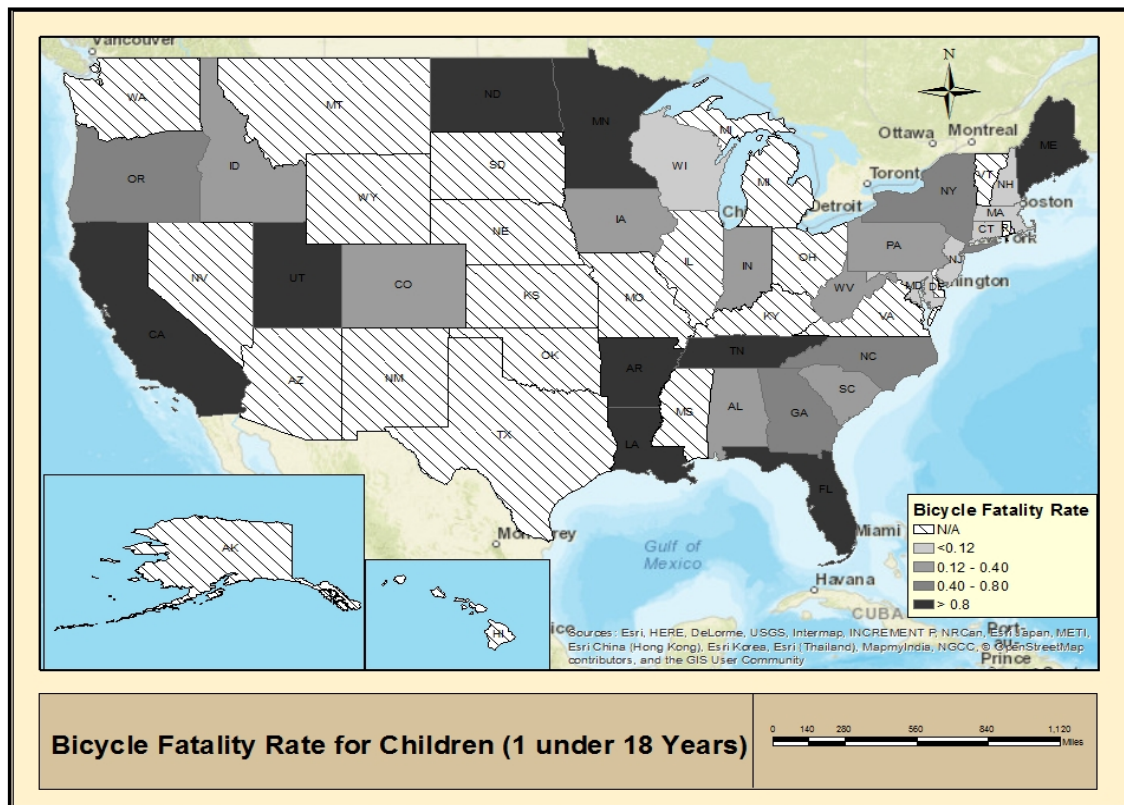 Vancouver
N
WA
MT
ND
MN
ME
Ottawa
Montreal
OR
ID
SD
WI
MI
MI
Toront
VT
NH
NY
WY
IA
Detroit
MA
Boston
NE
CT
R
PA
NV
UT
CO
IL
IN
OH
NJ
MD
D
CA
KS
MO
WV
ington
KY
VA
AZ
NM
OK
AR
TN
NC
SC
MS
AL
GA
TX
LA
FL
Bicycle Fatality Rate
N/A
<0.12
0.12 - 0.40
0.40 - 0.80
> 0.8
Miami
AK
Gulf of
Mexico
Havana
CUBA
HI
Sources: Esri, HERE, DeLorme, USGS, Intermap, INCREMENT P, NRCan, Esri Japan, METI,
Esri China (Hong Kong), Esri Korea, Esri (Thailand), MapmyIndia, NGCC, © OpenStreetMap
contributors, and the GIS User Community
Port-
au-
Prince
Bicycle Fatality Rate for Children (1 under 18 Years)
0 140 280 560 840 1,120
Miles